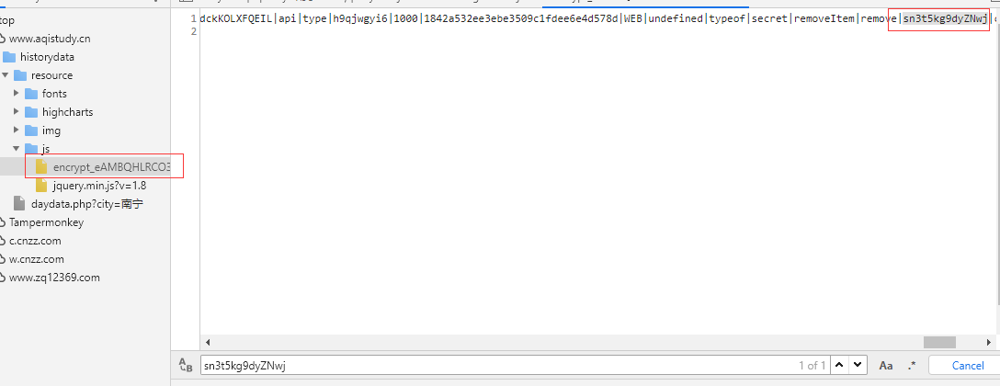 top
www.aqistudy.cn
historydata
resource
fonts
highcharts
img
js
encrypt_eAMBQHLRCO3
jquery.min.js?v=1.8
daydata.php?city=南宁
Tampermonkey
c.cnzz.com
w.cnzz.com
www.zq12369.com
1 dckKOLXFQEIL|api|type|h9qjwgyi6|1000|1842a532ee3ebe3509c1fdee6e4d578d|WEB|undefined|typeof|secret|removeItem|remove|sn3t5kg9dyZNwj|
2
sn3t5kg9dyZNwj 1 of 1 Aa .* Cancel